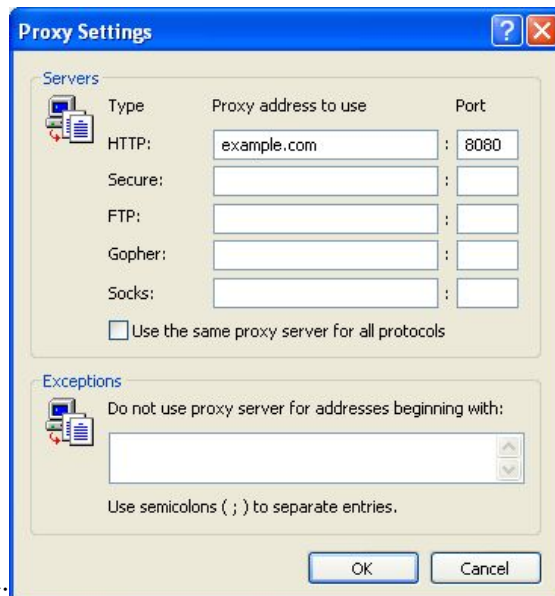 Proxy Settings
Servers
Type Proxy address to use Port
HTTP: example.com : 8080
Secure: :
FTP: :
Gopher: :
Socks: :
Use the same proxy server for all protocols
Exceptions
Do not use proxy server for addresses beginning with:
Use semicolons ( ; ) to separate entries.
OK Cancel